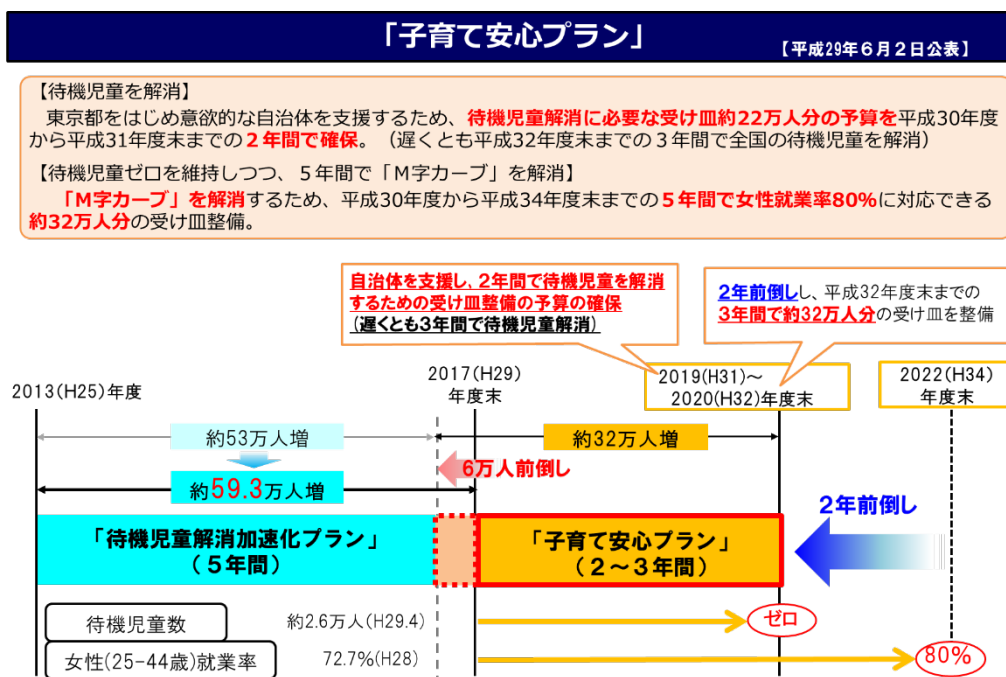 「子育て安心プラン」
【平成29年６月２日公表】
【待機児童を解消】
東京都をはじめ意欲的な自治体を支援するため、待機児童解消に必要な受け皿約22万人分の予算を平成30年度
から平成31年度末までの２年間で確保。（遅くとも平成32年度末までの３年間で全国の待機児童を解消）
【待機児童ゼロを維持しつつ、５年間で「M字カーブ」を解消】
「M字カーブ」を解消するため、平成30年度から平成34年度末までの５年間で女性就業率80%に対応できる
約32万人分の受け皿整備。
自治体を支援し、2年間で待機児童を解消
するための受け皿整備の予算の確保
（遅くとも3年間で待機児童解消）
2年前倒しし、平成32年度末までの
3年間で約32万人分の受け皿を整備
2013(H25)年度
2017(H29)
年度末
2019(H31)～
2020(H32)年度末
2022(H34)
年度末
約53万人増
約32万人増
6万人前倒し
約59.3万人増
2年前倒し
「待機児童解消加速化プラン」
（５年間）
「子育て安心プラン」
（２～３年間）
待機児童数
約2.6万人(H29.4)
ゼロ
女性(25-44歳)就業率
72.7%(H28)
80%